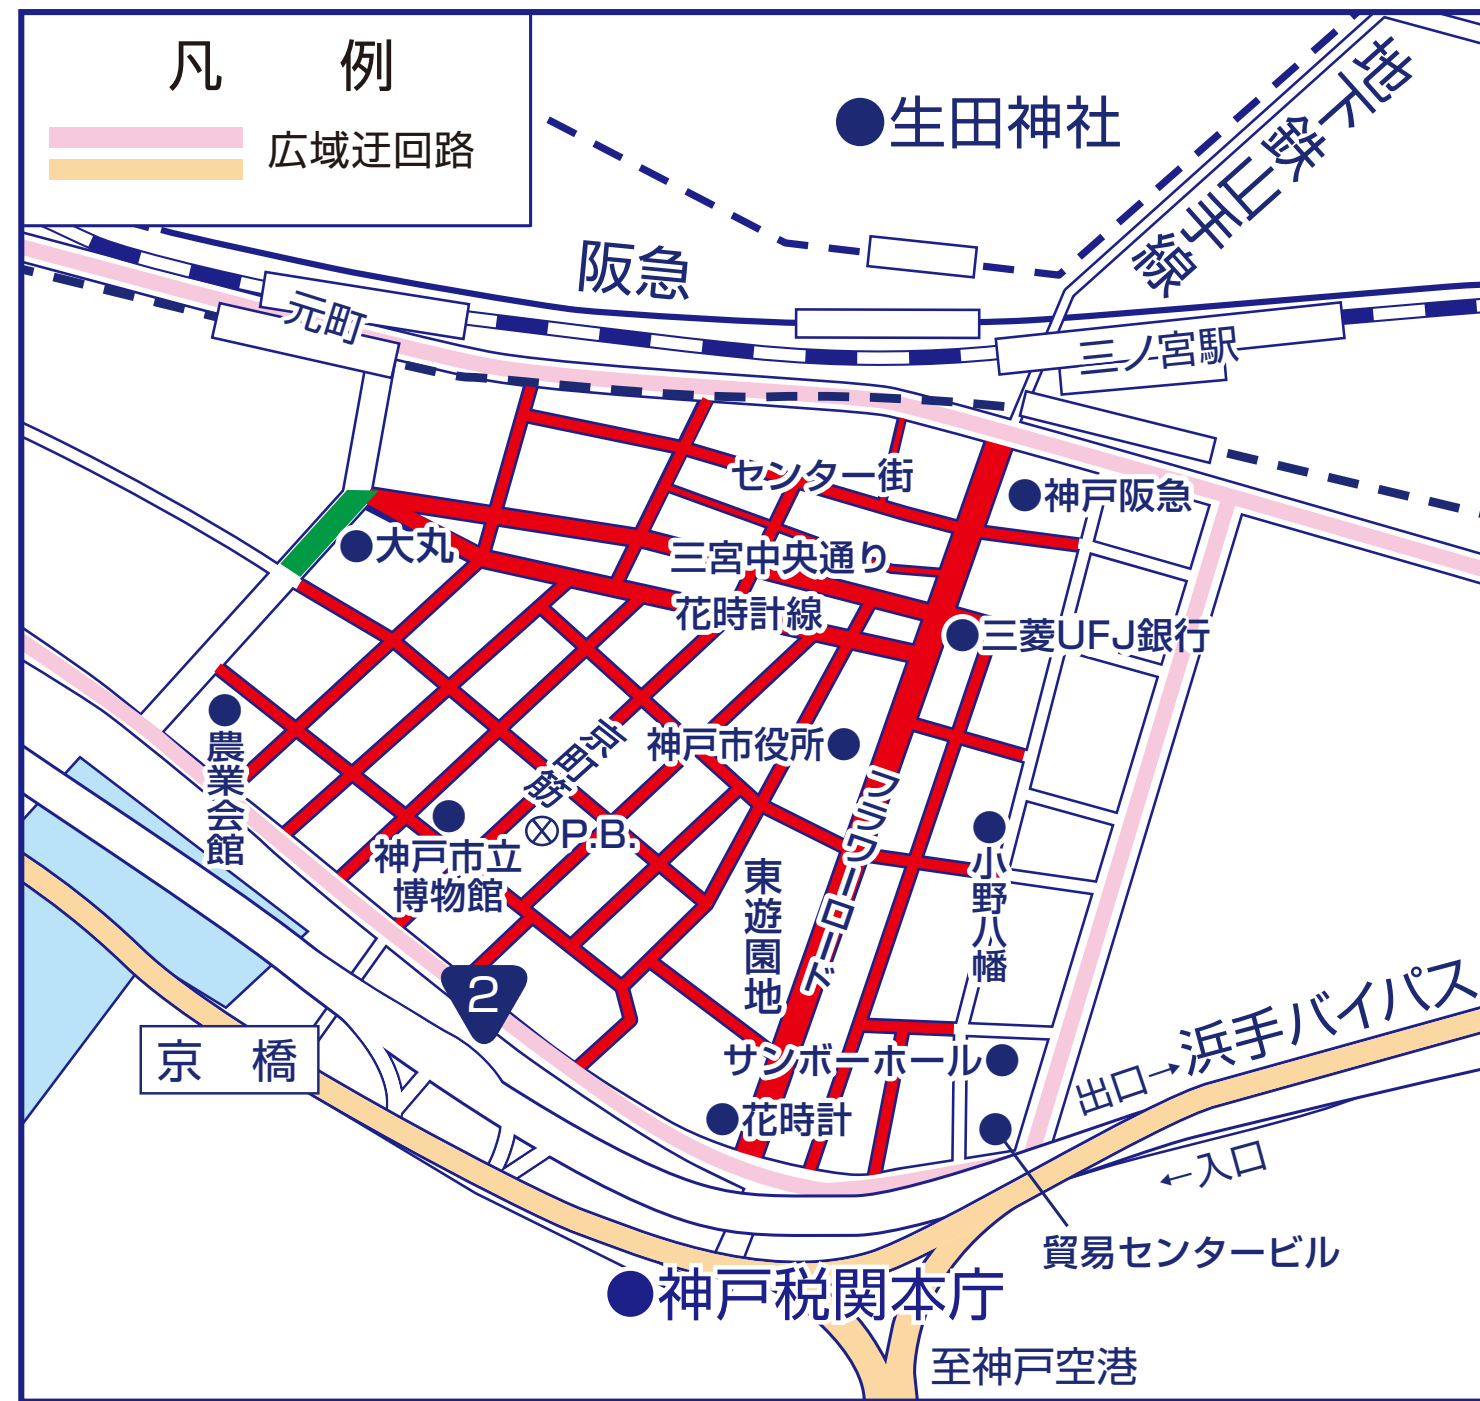 凡　例
広域迂回路
生田神社
地下鉄山手線
阪急
元町
三ノ宮駅
センター街
神戸阪急
大丸
三宮中央通り
花時計線
三菱UFJ銀行
農業会館
京町筋
神戸市役所
フラワーロード
P.B.
神戸市立
博物館
東遊園地
小野八幡
2
京　橋
サンボーホール
浜手バイパス
出口→
花時計
←入口
貿易センタービル
神戸税関本庁
至神戸空港